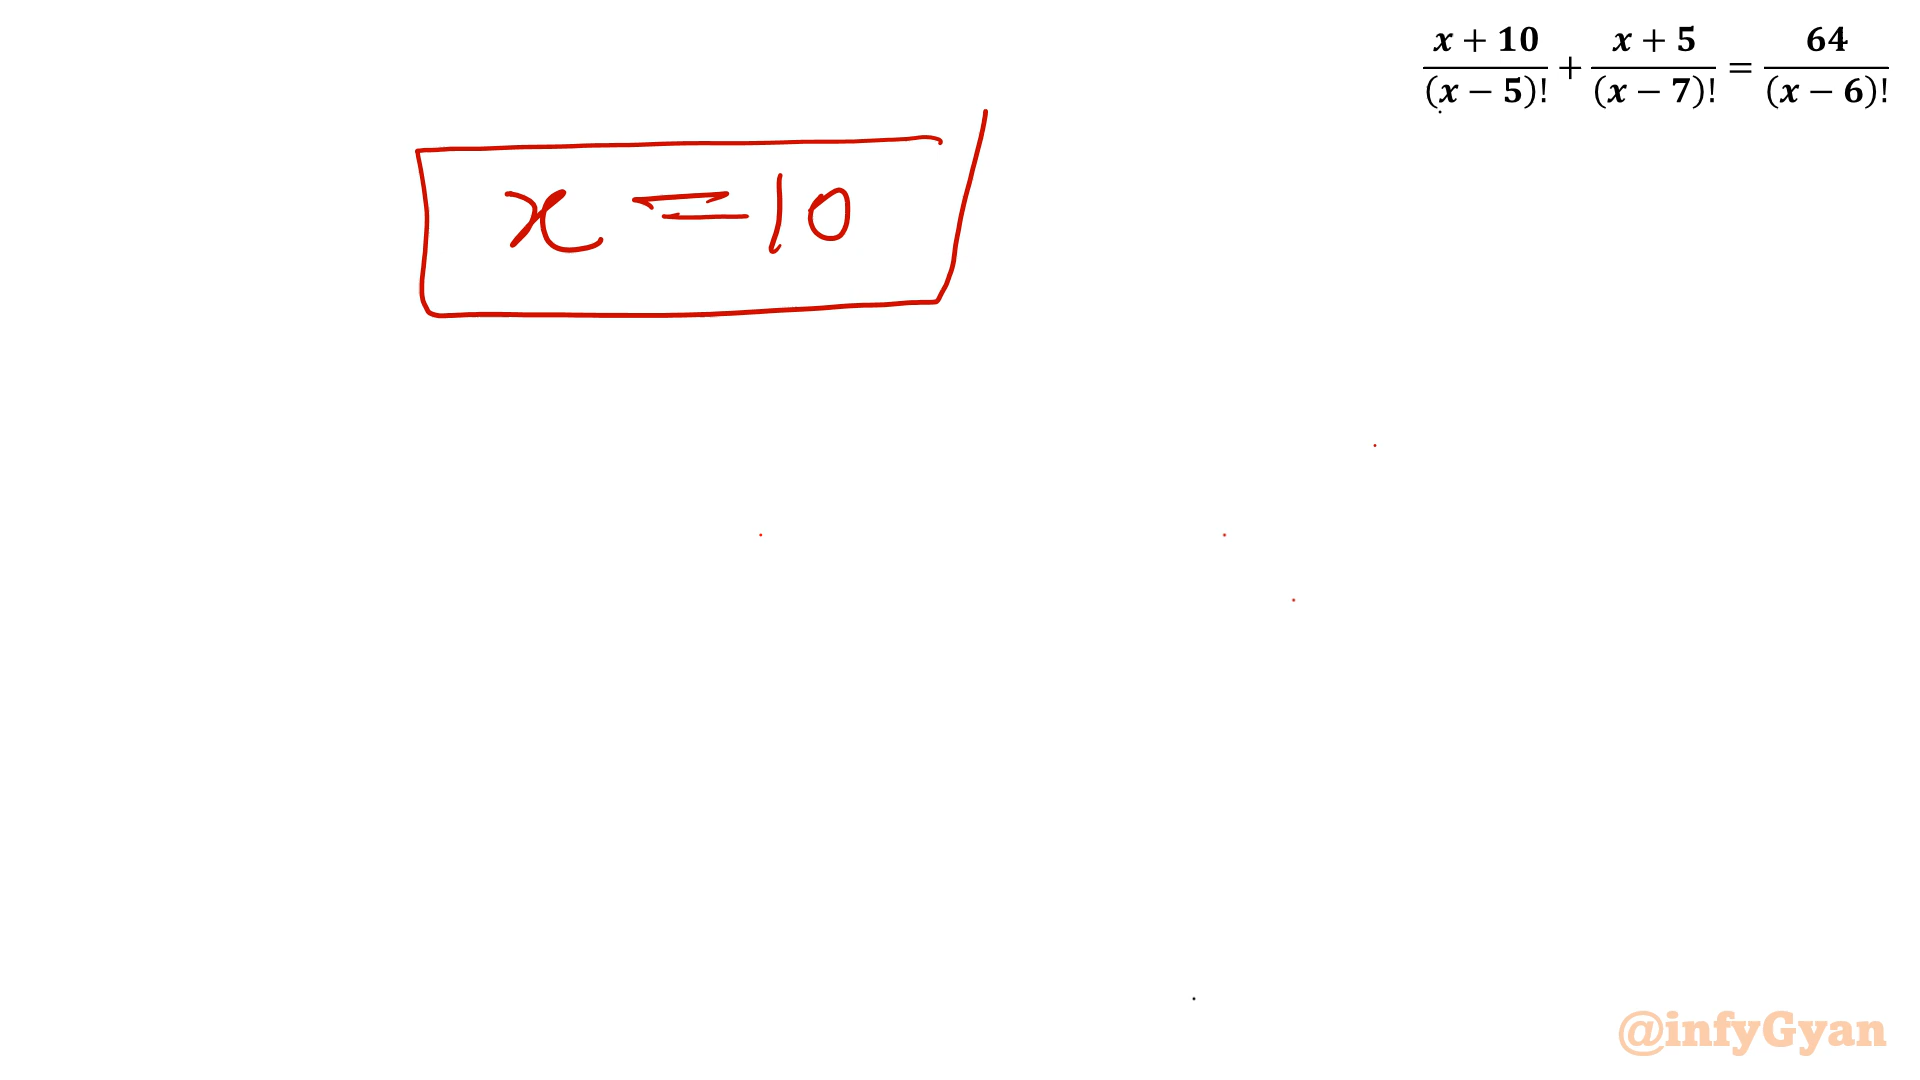 x + 10/(x − 5)! + x + 5/(x − 7)! = 64/(x − 6)!
x = 10
@infyGyan